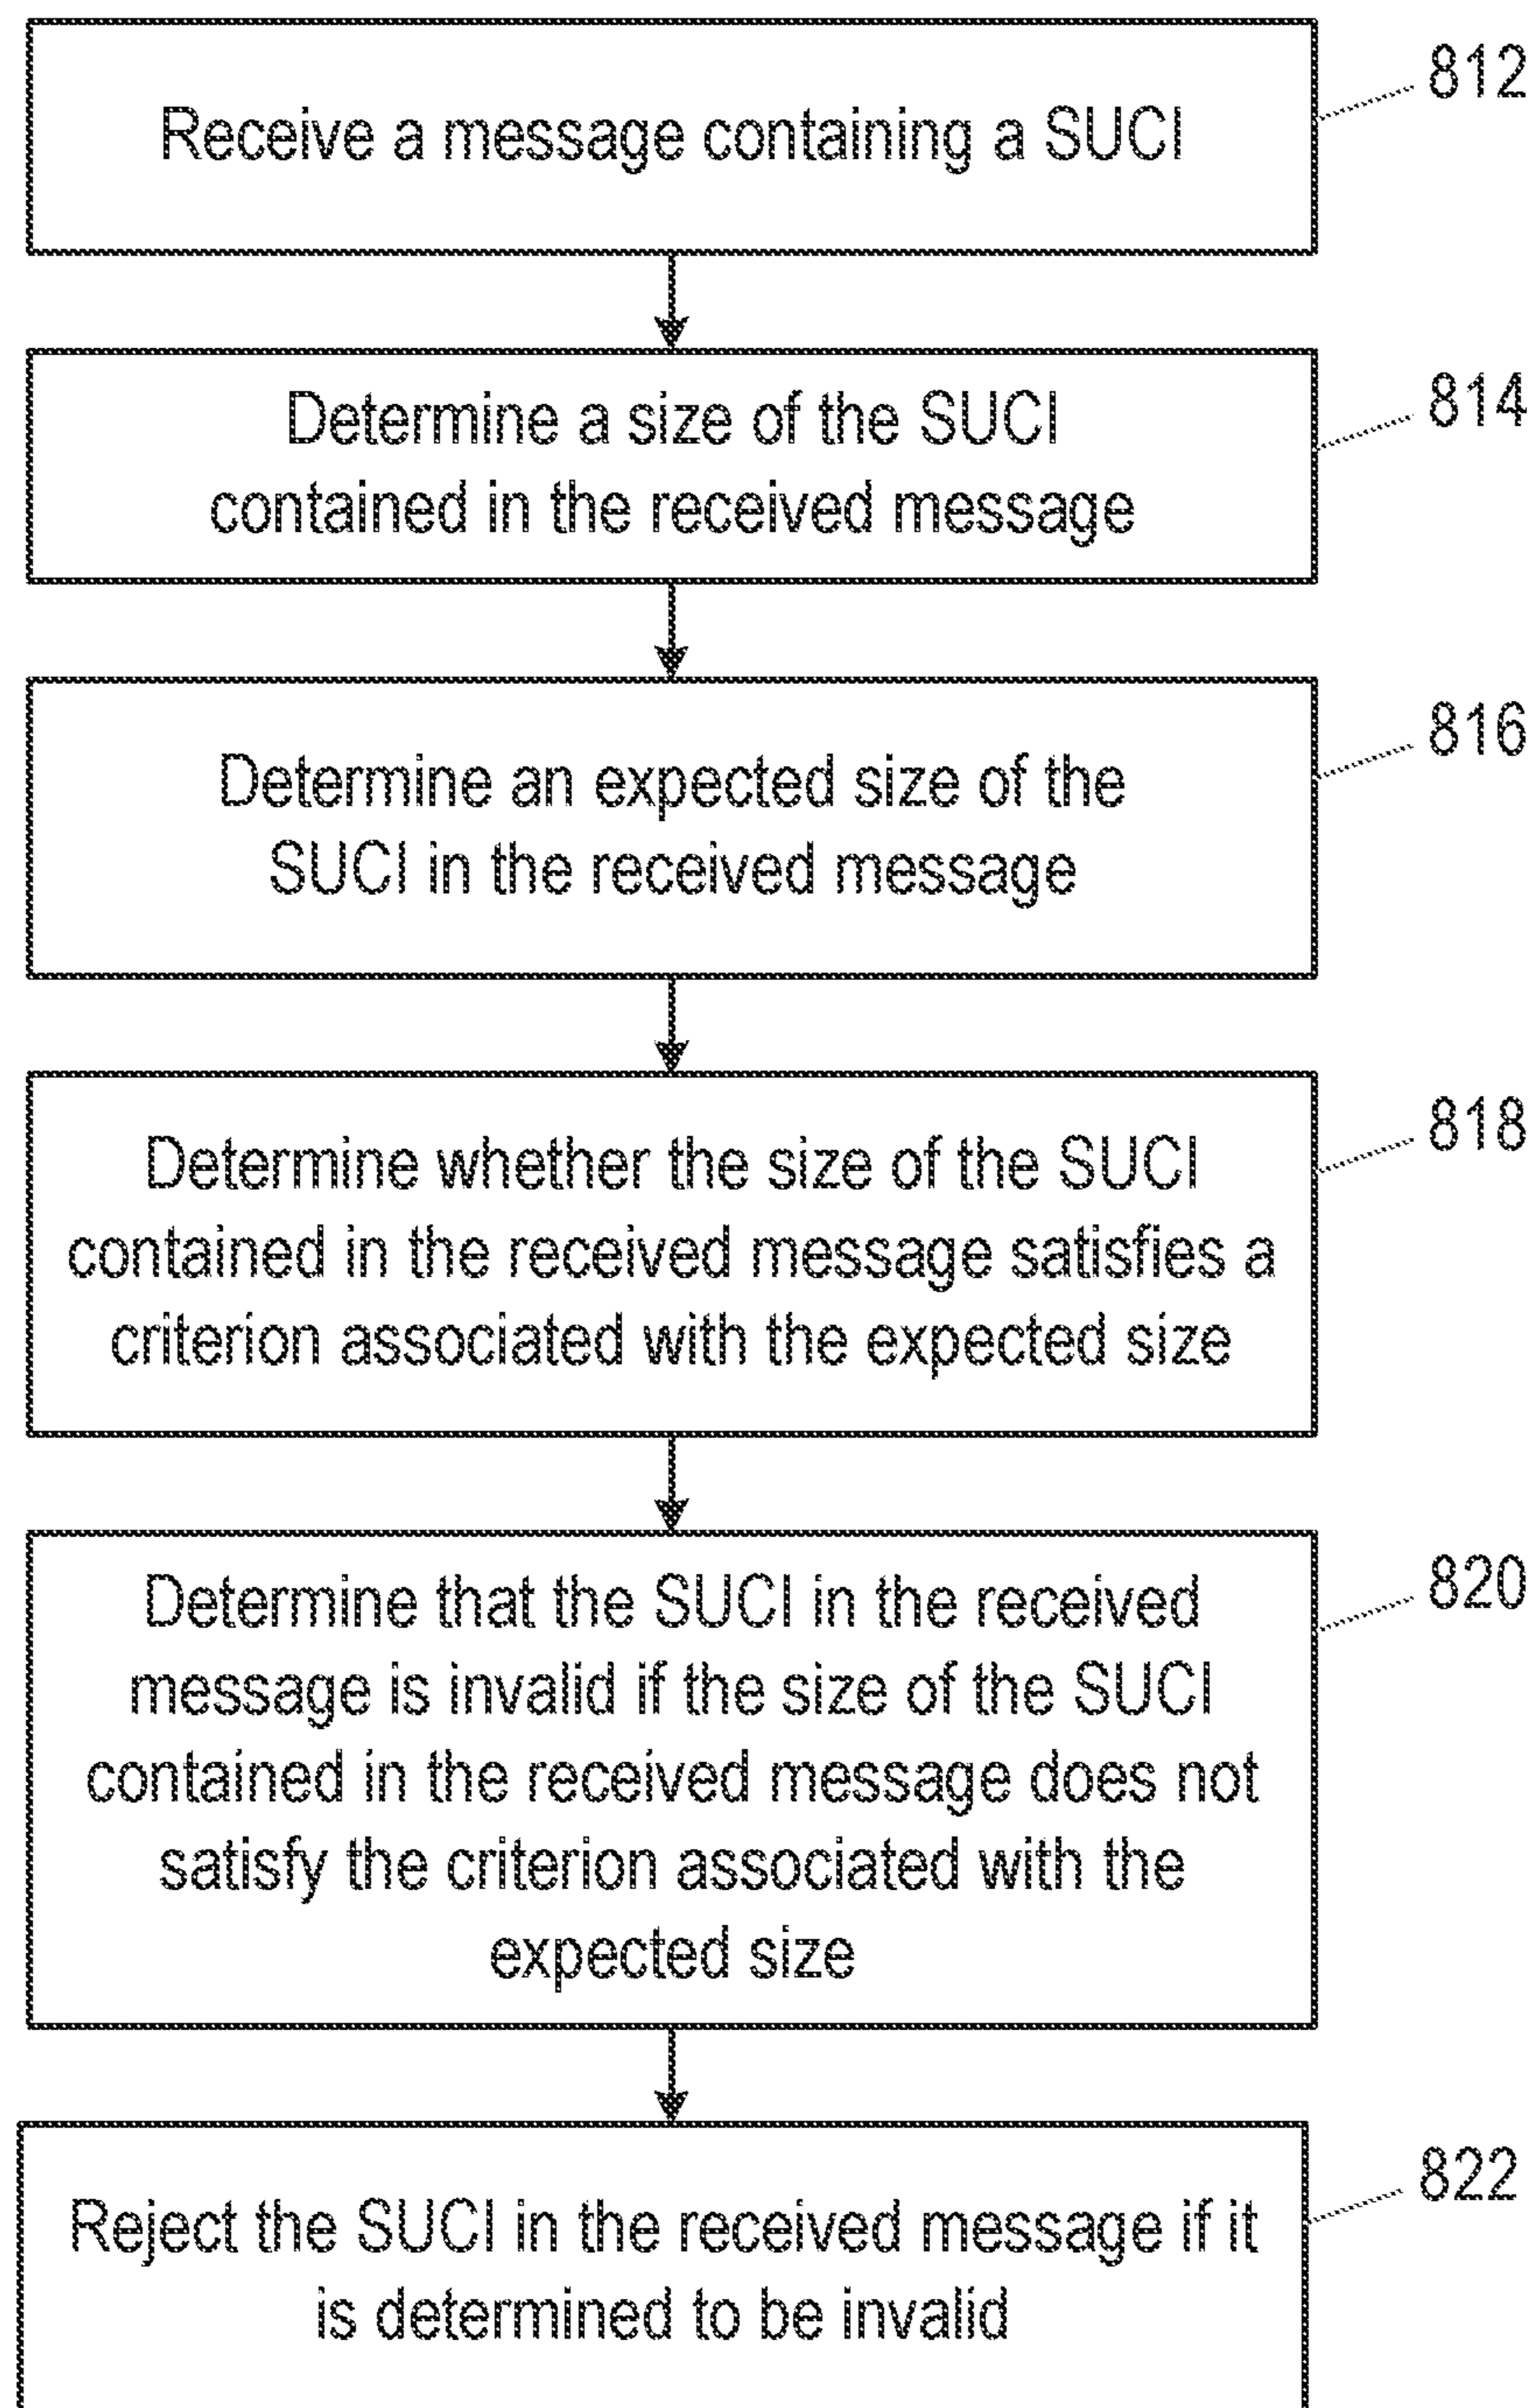 Receive a message containing a SUCI
812
Determine a size of the SUCI
contained in the received message
814
Determine an expected size of the
SUCI in the received message
816
Determine whether the size of the SUCI
contained in the received message satisfies a
criterion associated with the expected size
818
Determine that the SUCI in the received
message is invalid if the size of the SUCI
contained in the received message does not
satisfy the criterion associated with the
expected size
820
Reject the SUCI in the received message if it
is determined to be invalid
822